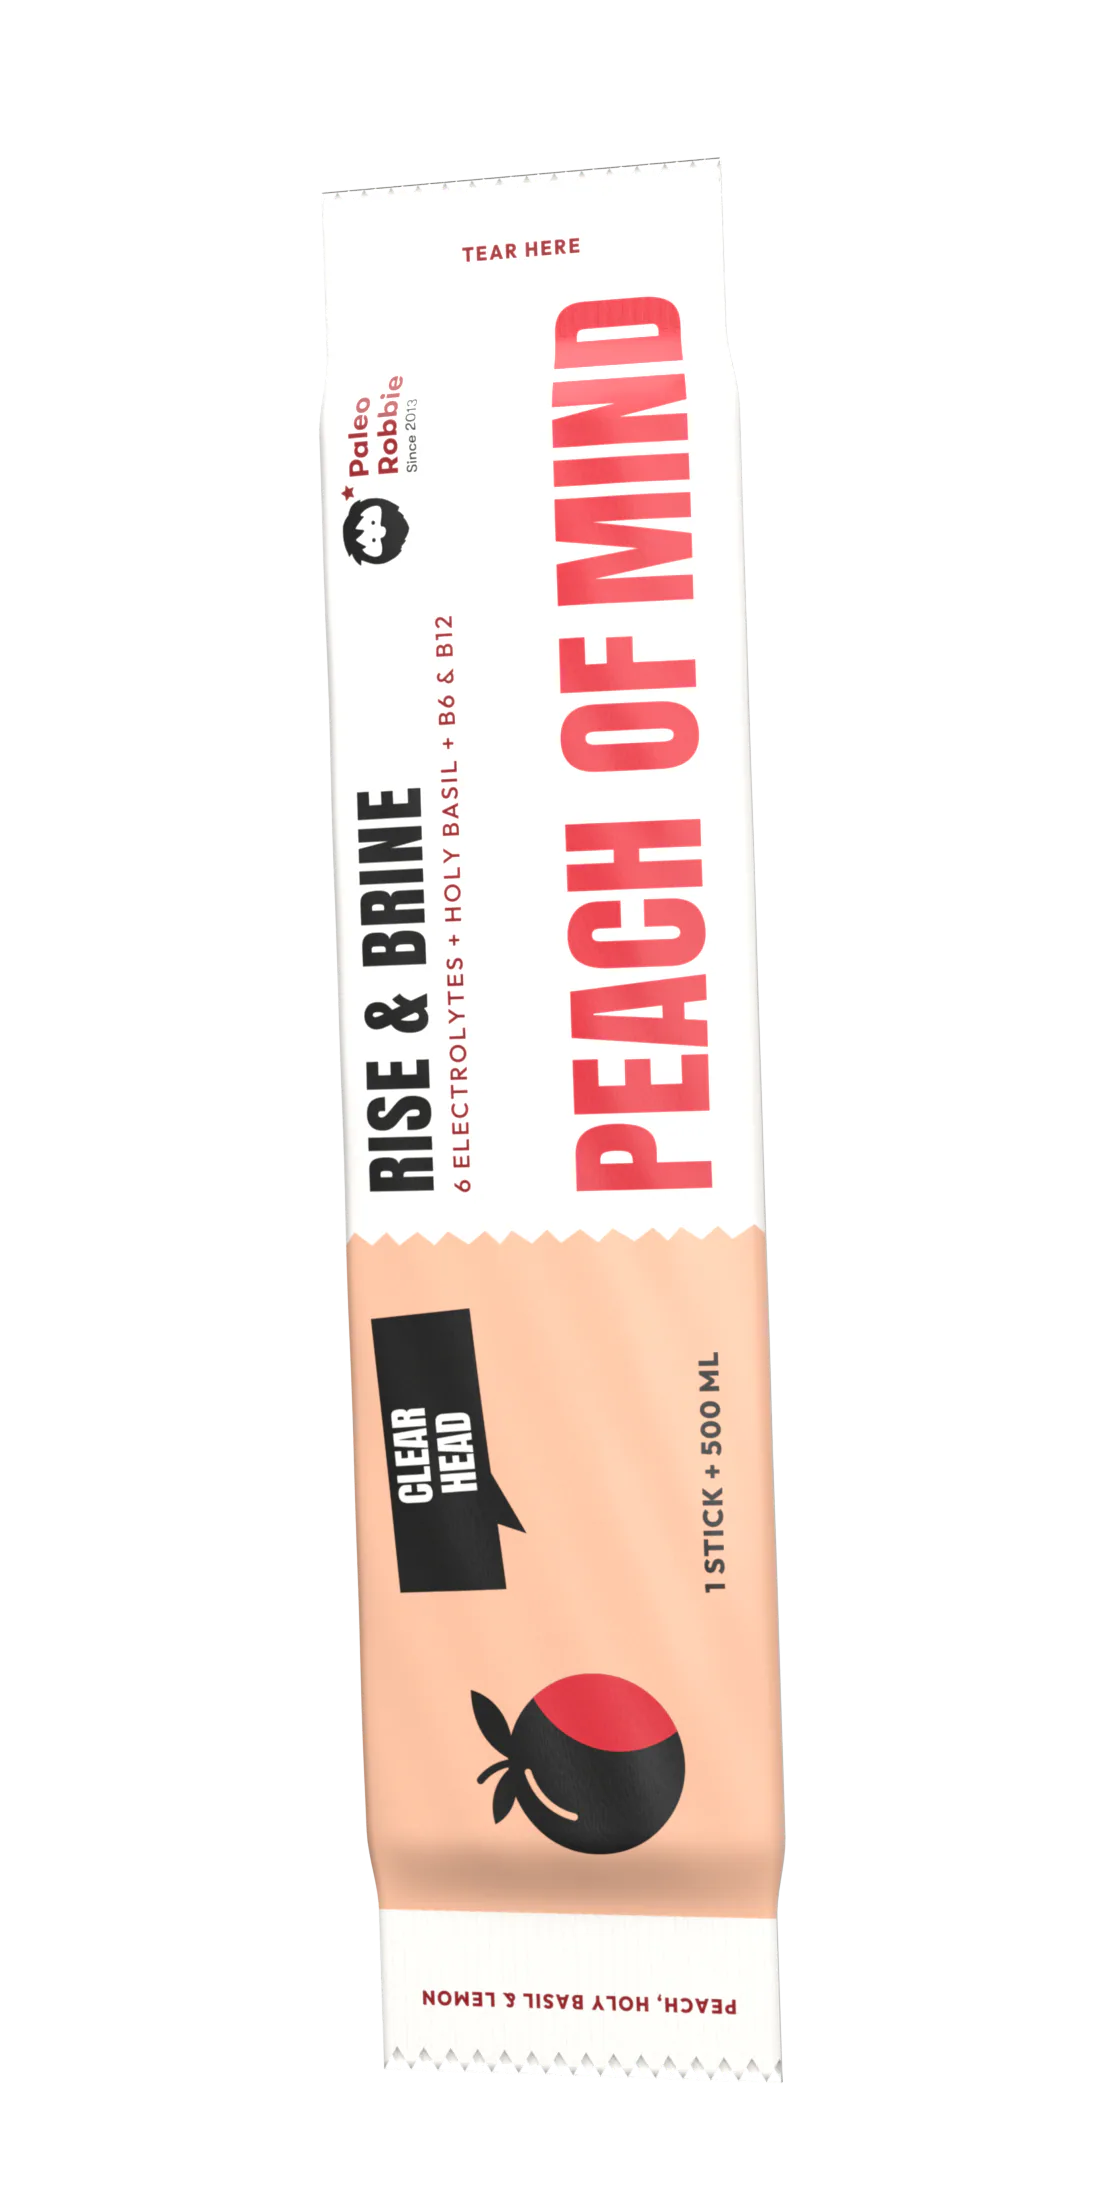 TEAR HERE
Paleo
Robbie
Since 2013
RISE & BRINE
6 ELECTROLYTES + HOLY BASIL + B6 & B12
PEACH OF MIND
CLEAR
HEAD
1 STICK + 500 ML
PEACH, HOLY BASIL & LEMON